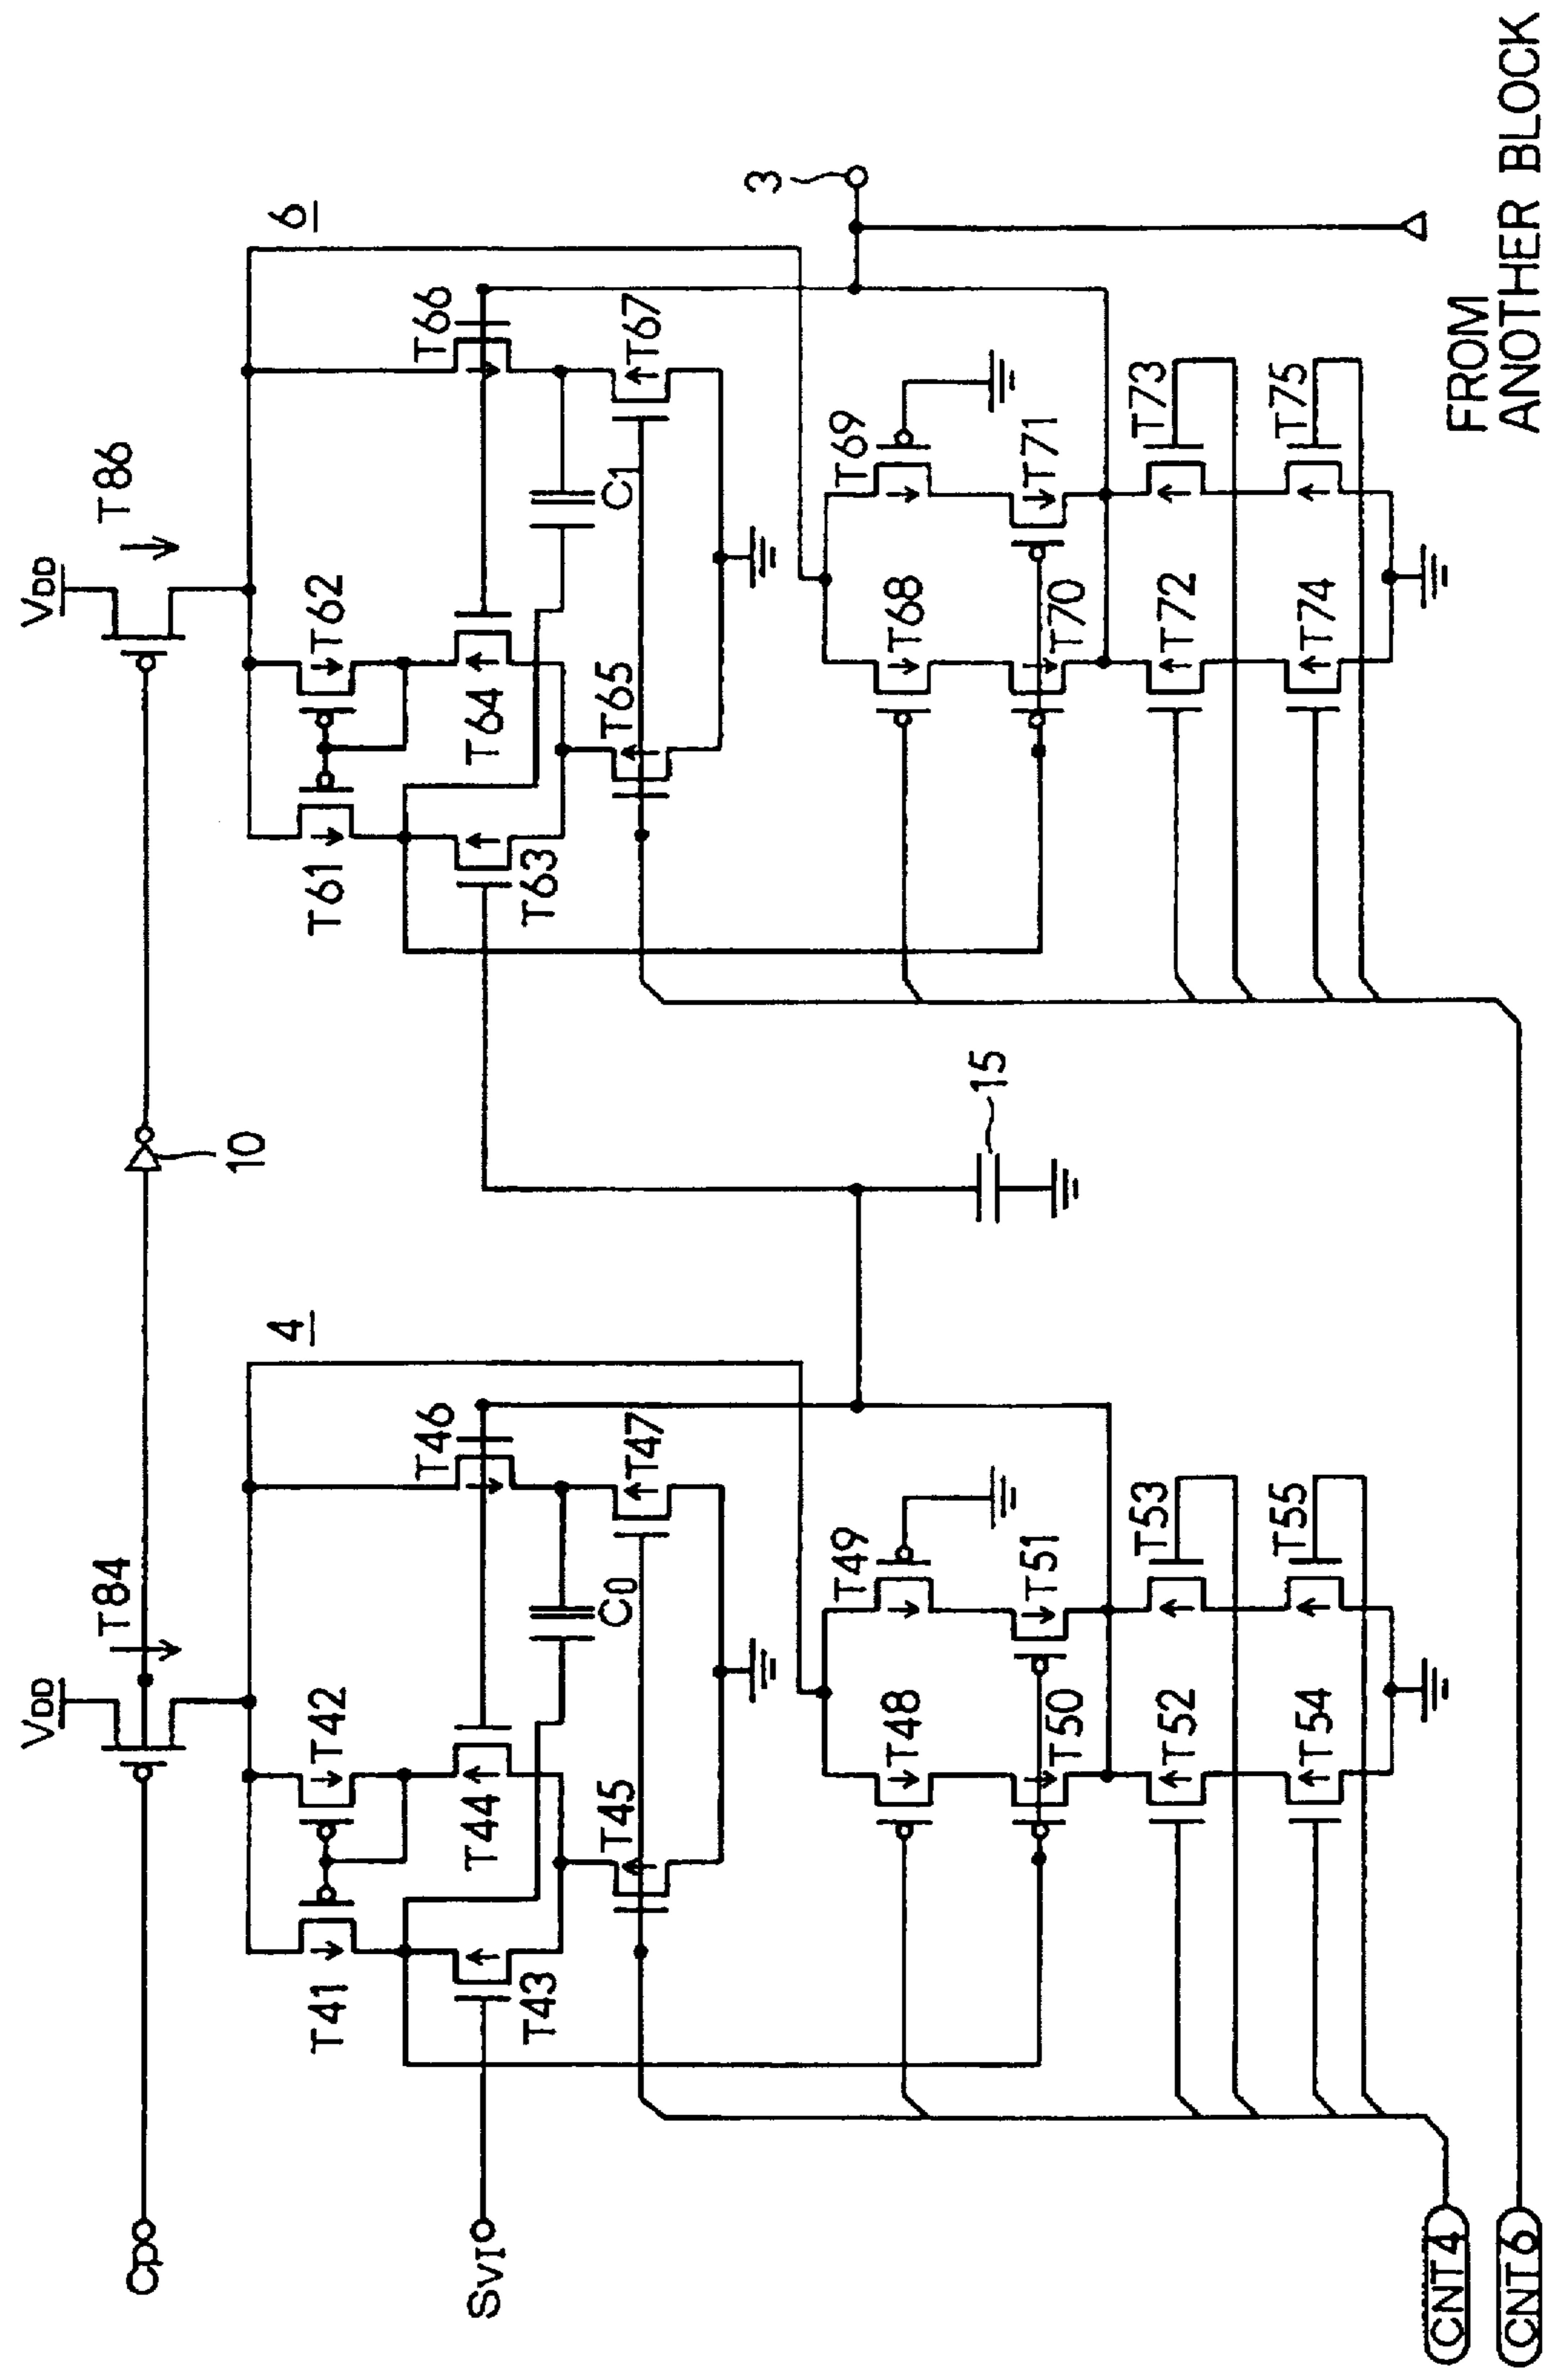 VDD
VDD
T84
T86
Cp
10
4
6
T41
T42
T61
T62
T46
T66
SVI
T44
T64
T43
T63
T45
C0
T47
T65
C1
T67
3
T49
T69
T48
T68
15
T51
T71
T50
T70
T53
T73
T52
T72
T55
T75
T54
T74
CNT4
CNT6
FROM
ANOTHER BLOCK